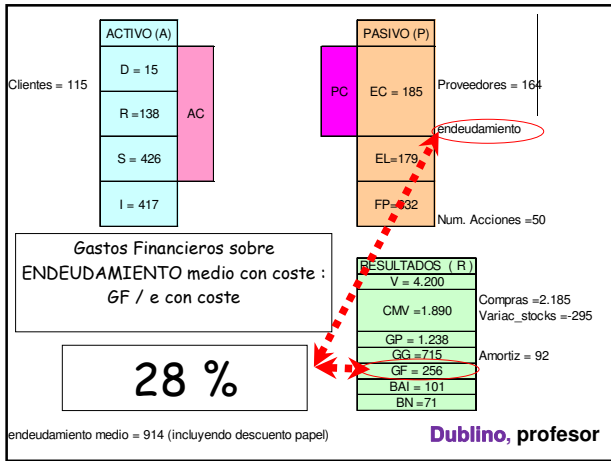 ACTIVO (A)
Clientes = 115
D = 15
R =138
AC
S = 426
I = 417
PASIVO (P)
PC
EC = 185
Proveedores = 164
endeudamiento
EL=179
Num. Acciones =50
Gastos Financieros sobre
ENDEUDAMIENTO medio con coste :
GF / e con coste
28 %
RESULTADOS ( R )
V = 4.200
CMV =1.890
Compras =2.185
Variac_stocks =-295
GP = 1.238
GG =715
Amortiz = 92
GF = 256
BAI = 101
BN =71
endeudamiento medio = 914 (incluyendo descuento papel)
Dublino, profesor